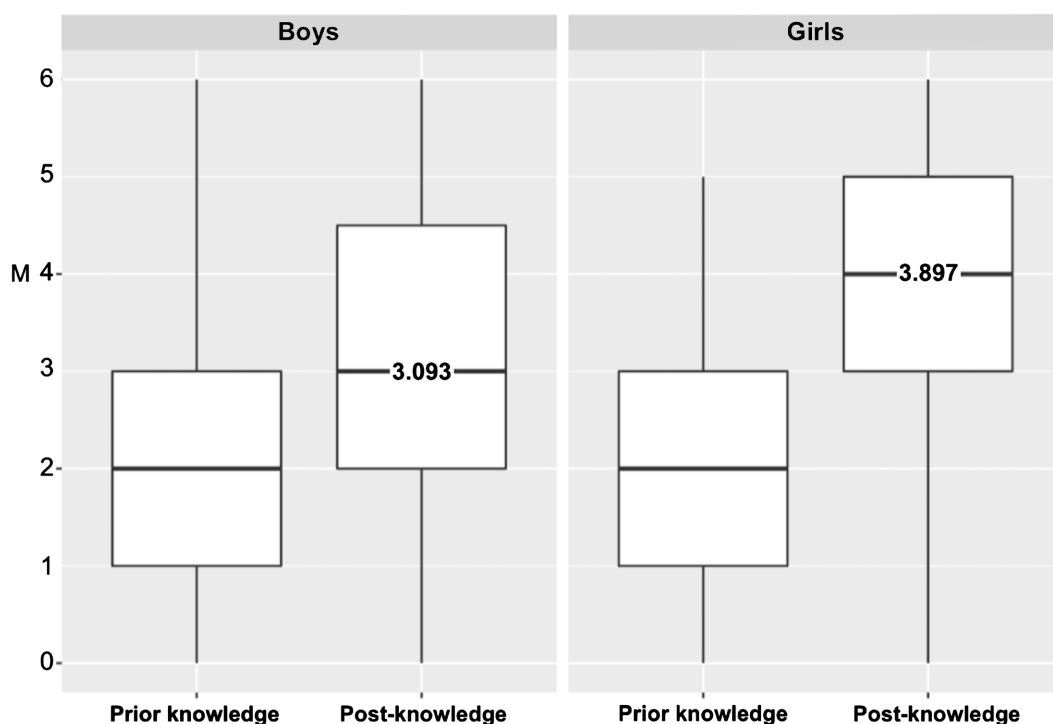 Boys
Girls
6
5
M 4
3
2
1
0
3.093
3.897
Prior knowledge
Post-knowledge
Prior knowledge
Post-knowledge